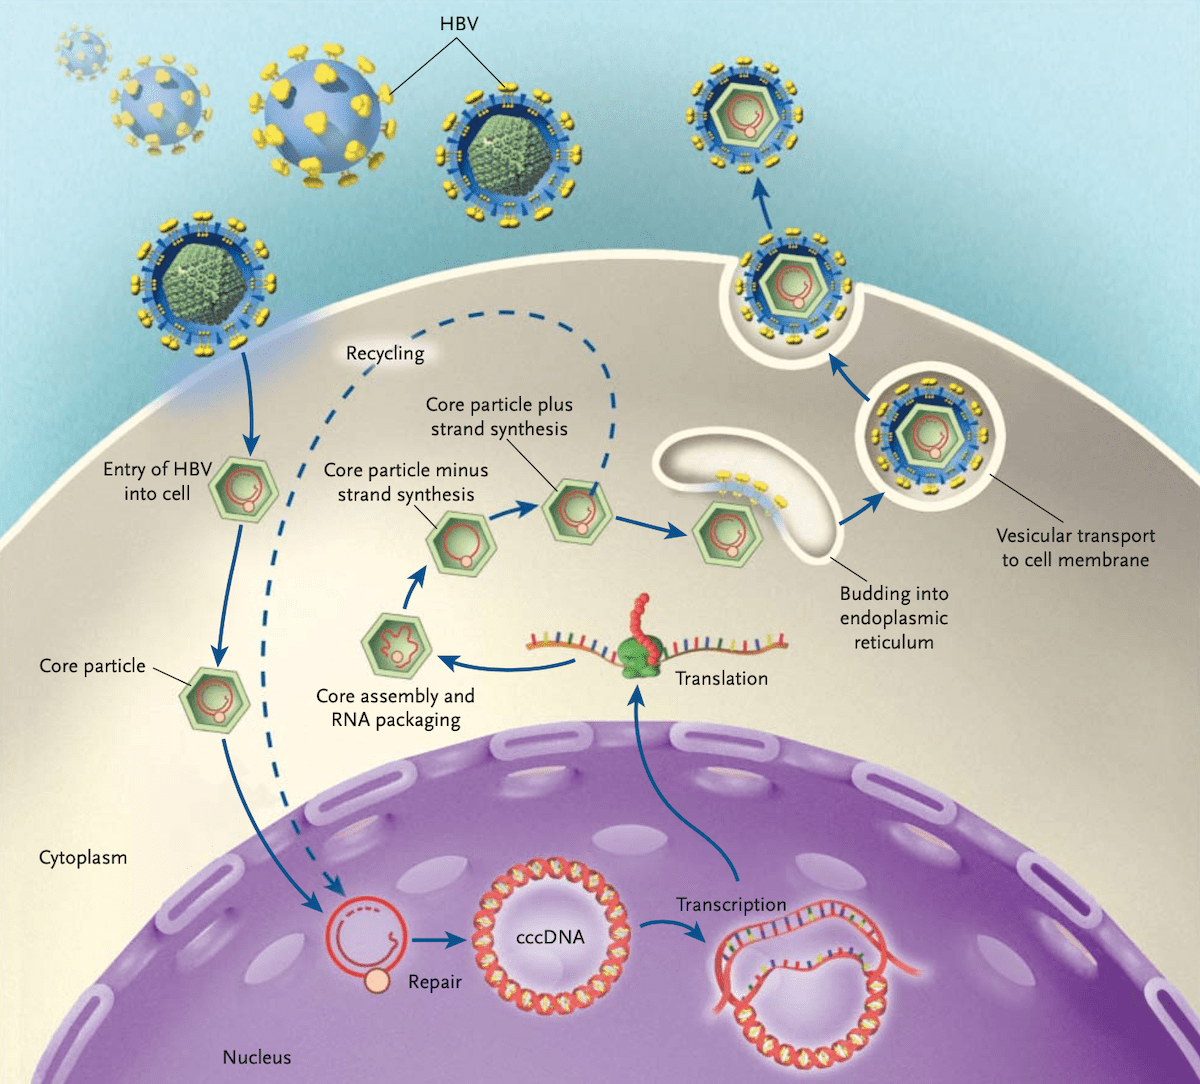 HBV
Recycling
Core particle plus
strand synthesis
Entry of HBV
into cell
Core particle minus
strand synthesis
Vesicular transport
to cell membrane
Budding into
endoplasmic
reticulum
Core particle
Translation
Core assembly and
RNA packaging
Cytoplasm
Transcription
cccDNA
Repair
Nucleus